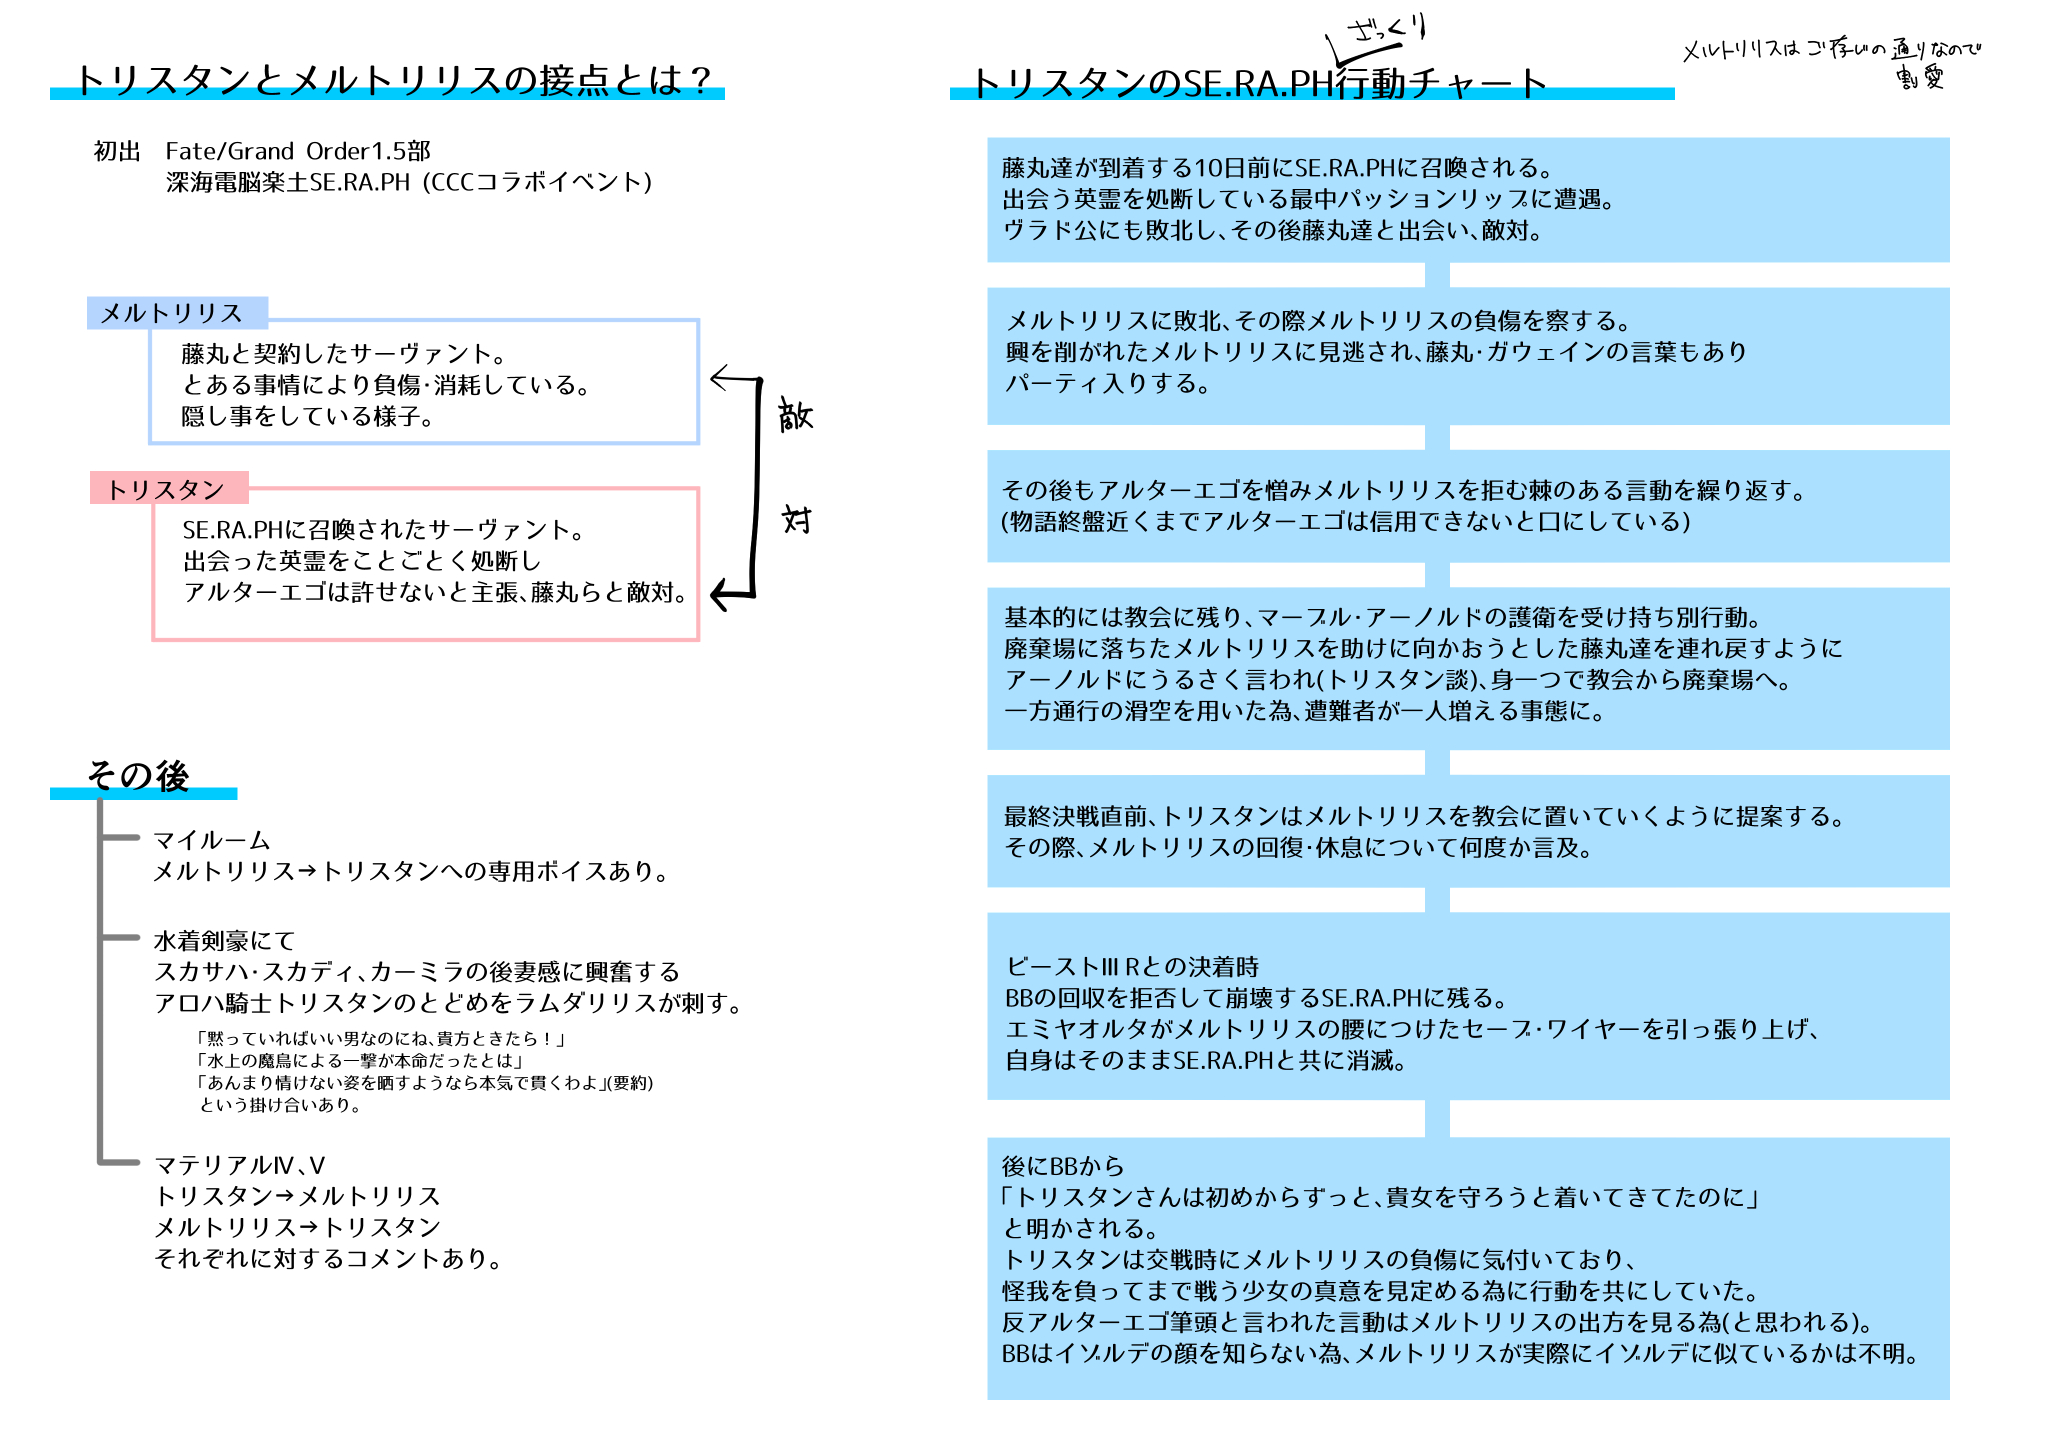 トリスタンとメルトリリスの接点とは？
初出　Fate/Grand Order1.5部
深海電脳楽土SE.RA.PH (CCCコラボイベント)
メルトリリス
藤丸と契約したサーヴァント。
とある事情により負傷・消耗している。
隠し事をしている様子。
トリスタン
SE.RA.PHに召喚されたサーヴァント。
出会った英霊をことごとく処断し
アルターエゴは許せないと主張、藤丸らと敵対。
敵対
その後
マイルーム
メルトリリス→トリスタンへの専用ボイスあり。
水着剣豪にて
スカサハ・スカディ、カーミラの後妻感に興奮する
アロハ騎士トリスタンのとどめをラムダリリスが刺す。
「黙っていればいい男なのにね、貴方ときたら！」
「水上の魔鳥による一撃が本命だったとは」
「あんまり情けない姿を晒すようなら本気で貫くわよ」(要約)
という掛け合いあり。
マテリアルⅣ、Ⅴ
トリスタン→メルトリリス
メルトリリス→トリスタン
それぞれに対するコメントあり。
ざっくり
トリスタンのSE.RA.PH行動チャート
メルトリリスはご存じの通りなので
割愛
藤丸達が到着する10日前にSE.RA.PHに召喚される。
出会う英霊を処断している最中パッションリップに遭遇。
ヴラド公にも敗北し、その後藤丸達と出会い、敵対。
メルトリリスに敗北、その際メルトリリスの負傷を察する。
興を削がれたメルトリリスに見逃され、藤丸・ガウェインの言葉もあり
パーティ入りする。
その後もアルターエゴを憎みメルトリリスを拒む棘のある言動を繰り返す。
(物語終盤近くまでアルターエゴは信用できないと口にしている)
基本的には教会に残り、マーブル・アーノルドの護衛を受け持ち別行動。
廃棄場に落ちたメルトリリスを助けに向かおうとした藤丸達を連れ戻すように
アーノルドにうるさく言われ(トリスタン談)、身一つで教会から廃棄場へ。
一方通行の滑空を用いた為、遭難者が一人増える事態に。
最終決戦直前、トリスタンはメルトリリスを教会に置いていくように提案する。
その際、メルトリリスの回復・休息について何度か言及。
ビーストⅢRとの決着時
BBの回収を拒否して崩壊するSE.RA.PHに残る。
エミヤオルタがメルトリリスの腰につけたセーブ・ワイヤーを引っ張り上げ、
自身はそのままSE.RA.PHと共に消滅。
後にBBから
「トリスタンさんは初めからずっと、貴女を守ろうと着いてきてたのに」
と明かされる。
トリスタンは交戦時にメルトリリスの負傷に気付いており、
怪我を負ってまで戦う少女の真意を見定める為に行動を共にしていた。
反アルターエゴ筆頭と言われた言動はメルトリリスの出方を見る為(と思われる)。
BBはイゾルデの顔を知らない為、メルトリリスが実際にイゾルデに似ているかは不明。